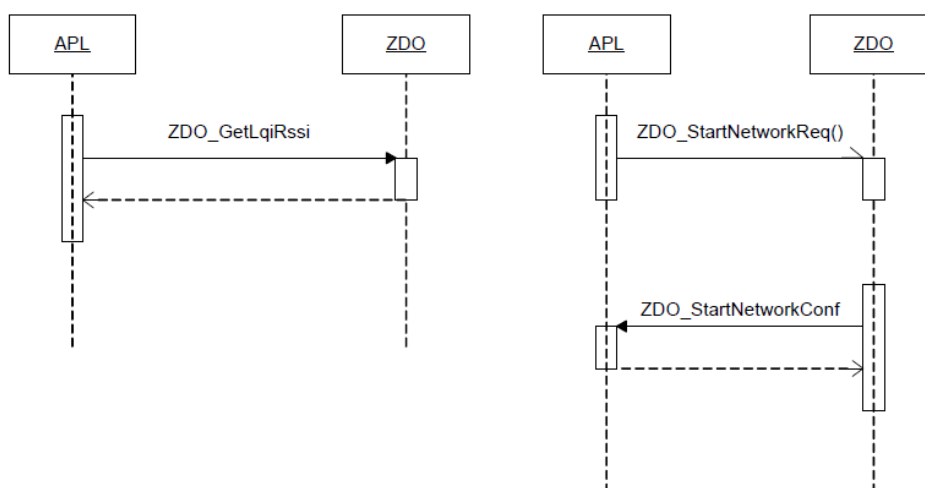 APL
ZDO
ZDO_GetLqiRssi
APL
ZDO
ZDO_StartNetworkReq()
ZDO_StartNetworkConf